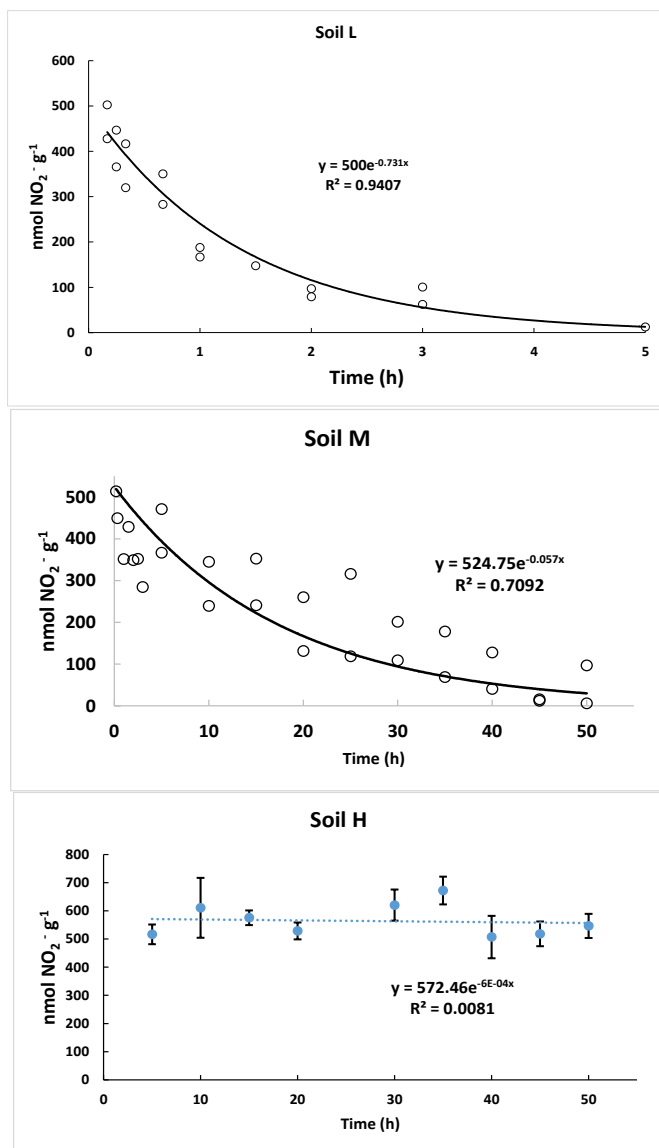 Soil L
600
500
400
300
200
100
0
nmol NO₂⁻ g⁻¹
y = 500e⁻⁰·⁷³¹ˣ
R² = 0.9407
0 1 2 3 4 5
Time (h)
Soil M
500
400
300
200
100
0
nmol NO₂⁻ g⁻¹
y = 524.75e⁻⁰·⁰⁵⁷ˣ
R² = 0.7092
0 10 20 30 40 50
Time (h)
Soil H
800
700
600
500
400
300
200
100
0
nmol NO₂⁻ g⁻¹
y = 572.46e⁻⁶ᴱ⁻⁰⁴ˣ
R² = 0.0081
0 10 20 30 40 50
Time (h)